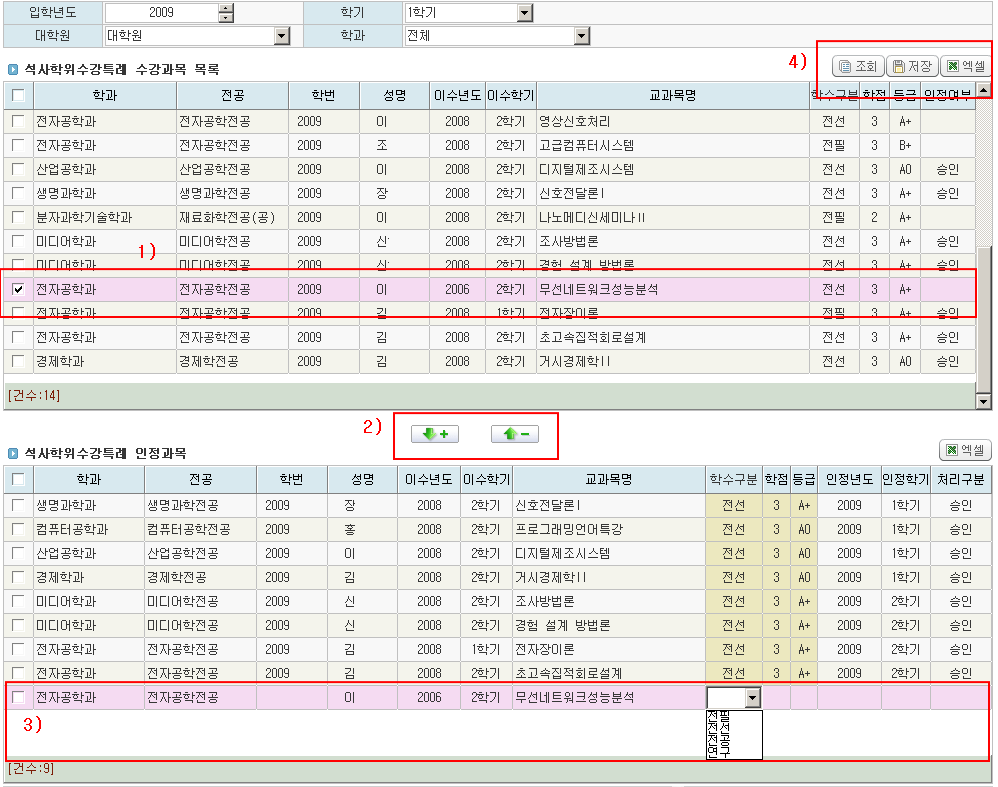 입학년도 2009 학기 1학기
대학원 대학원 학과 전체
석사학위수강특례 수강과목 목록 4) 조회 저장 엑셀
학과 전공 학번 성명 이수년도 이수학기 교과목명 학수구분 학점 등급 인정여부
전자공학과 전자공학전공 2009 이 2008 2학기 영상신호처리 전선 3 A+
전자공학과 전자공학전공 2009 조 2008 2학기 고급컴퓨터시스템 전필 3 B+
산업공학과 산업공학전공 2009 이 2008 2학기 디지털제조시스템 전선 3 A0 승인
생명과학과 생명과학전공 2009 장 2008 2학기 신호전달론I 전선 3 A+ 승인
분자과학기술학과 재료화학전공(공) 2009 이 2008 2학기 나노메디신세미나II 전필 2 A+
미디어학과 미디어학전공 2009 신 2008 2학기 조사방법론 전선 3 A+ 승인
1)
미디어학과 미디어학전공 2009 신 2008 2학기 경험 설계 방법론 전선 3 A+ 승인
전자공학과 전자공학전공 2009 이 2006 2학기 무선네트워크성능분석 전선 3 A+
전자공학과 전자공학전공 2009 김 2008 1학기 전자장이론 전필 3 A+ 승인
전자공학과 전자공학전공 2009 김 2008 2학기 초고속집적회로설계 전선 3 A+ 승인
경제학과 경제학전공 2009 김 2008 2학기 거시경제학II 전선 3 A0 승인
[건수:14]
2) + -
석사학위수강특례 인정과목 엑셀
학과 전공 학번 성명 이수년도 이수학기 교과목명 학수구분 학점 등급 인정년도 인정학기 처리구분
생명과학과 생명과학전공 2009 장 2008 2학기 신호전달론I 전선 3 A+ 2009 1학기 승인
컴퓨터공학과 컴퓨터공학전공 2009 홍 2008 2학기 프로그래밍언어특강 전선 3 A0 2009 1학기 승인
산업공학과 산업공학전공 2009 이 2008 2학기 디지털제조시스템 전선 3 A0 2009 1학기 승인
경제학과 경제학전공 2009 김 2008 2학기 거시경제학II 전선 3 A0 2009 1학기 승인
미디어학과 미디어학전공 2009 신 2008 2학기 조사방법론 전선 3 A+ 2009 2학기 승인
미디어학과 미디어학전공 2009 신 2008 2학기 경험 설계 방법론 전선 3 A+ 2009 2학기 승인
전자공학과 전자공학전공 2009 김 2008 1학기 전자장이론 전선 3 A+ 2009 2학기 승인
전자공학과 전자공학전공 2009 김 2008 2학기 초고속집적회로설계 전선 3 A+ 2009 2학기 승인
전자공학과 전자공학전공 이 2006 2학기 무선네트워크성능분석
3)
전필
전선
전공
연구
[건수:9]